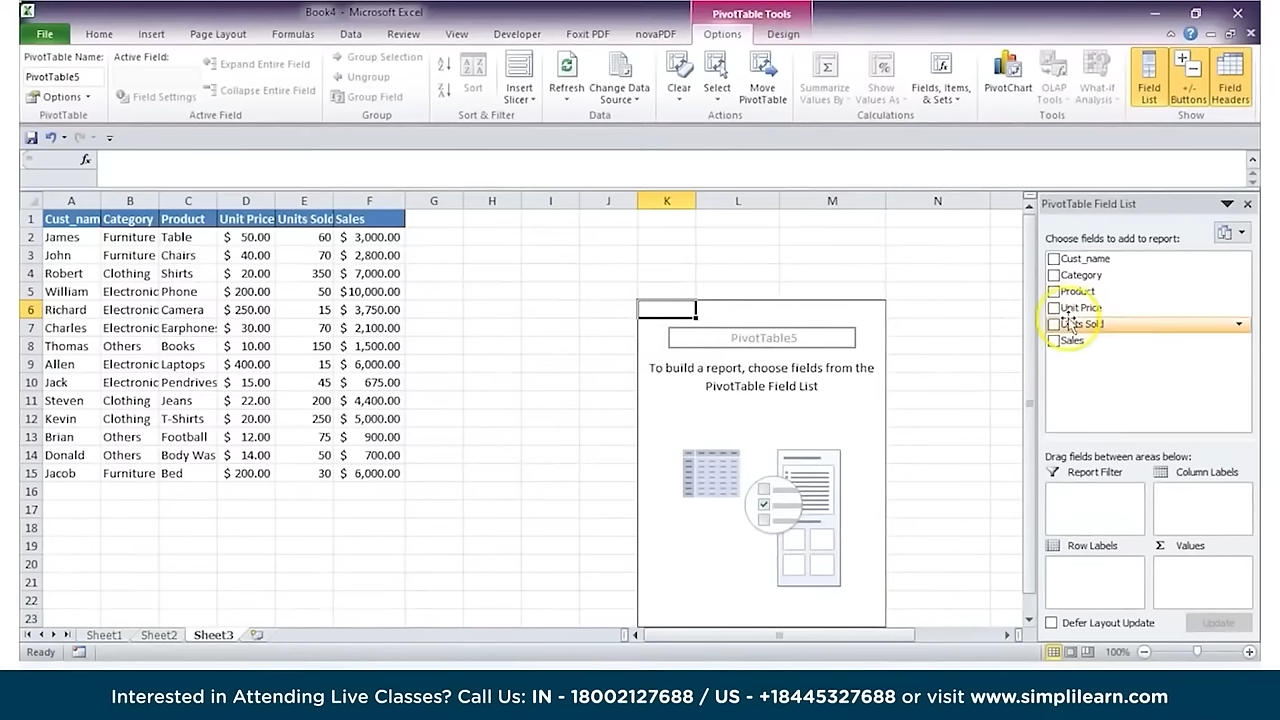 Book4 - Microsoft Excel
PivotTable Tools
File Home Insert Page Layout Formulas Data Review View Developer Foxit PDF novaPDF Options Design
PivotTable Name:
PivotTable5
Options
PivotTable
Active Field:
Field Settings
Expand Entire Field
Collapse Entire Field
Active Field
Group Selection
Ungroup
Group Field
Group
Sort
Insert Slicer
Sort & Filter
Refresh
Change Data Source
Data
Clear
Select
Move PivotTable
Actions
Summarize Values By
Show Values As
Fields, Items, & Sets
Calculations
PivotChart
OLAP Tools
What-If Analysis
Tools
Field List
+/- Buttons
Field Headers
Show
fx
A B C D E F G H I J K L M N
1 Cust_nam Category Product Unit Price Units Sold Sales
2 James Furniture Table $ 50.00 60 $ 3,000.00
3 John Furniture Chairs $ 40.00 70 $ 2,800.00
4 Robert Clothing Shirts $ 20.00 350 $ 7,000.00
5 William Electronic Phone $ 200.00 50 $10,000.00
6 Richard Electronic Camera $ 250.00 15 $ 3,750.00
7 Charles Electronic Earphone $ 30.00 70 $ 2,100.00
8 Thomas Others Books $ 10.00 150 $ 1,500.00
9 Allen Electronic Laptops $ 400.00 15 $ 6,000.00
10 Jack Electronic Pendrives $ 15.00 45 $ 675.00
11 Steven Clothing Jeans $ 22.00 200 $ 4,400.00
12 Kevin Clothing T-Shirts $ 20.00 250 $ 5,000.00
13 Brian Others Football $ 12.00 75 $ 900.00
14 Donald Others Body Was $ 14.00 50 $ 700.00
15 Jacob Furniture Bed $ 200.00 30 $ 6,000.00
16
17
18
19
20
21
22
23
PivotTable5
To build a report, choose fields from the
PivotTable Field List
PivotTable Field List
Choose fields to add to report:
Cust_name
Category
Product
Unit Price
Units Sold
Sales
Drag fields between areas below:
Report Filter Column Labels
Row Labels Σ Values
Defer Layout Update Update
Sheet1 Sheet2 Sheet3
Ready 100%
Interested in Attending Live Classes? Call Us: IN - 18002127688 / US - +18445327688 or visit www.simplilearn.com